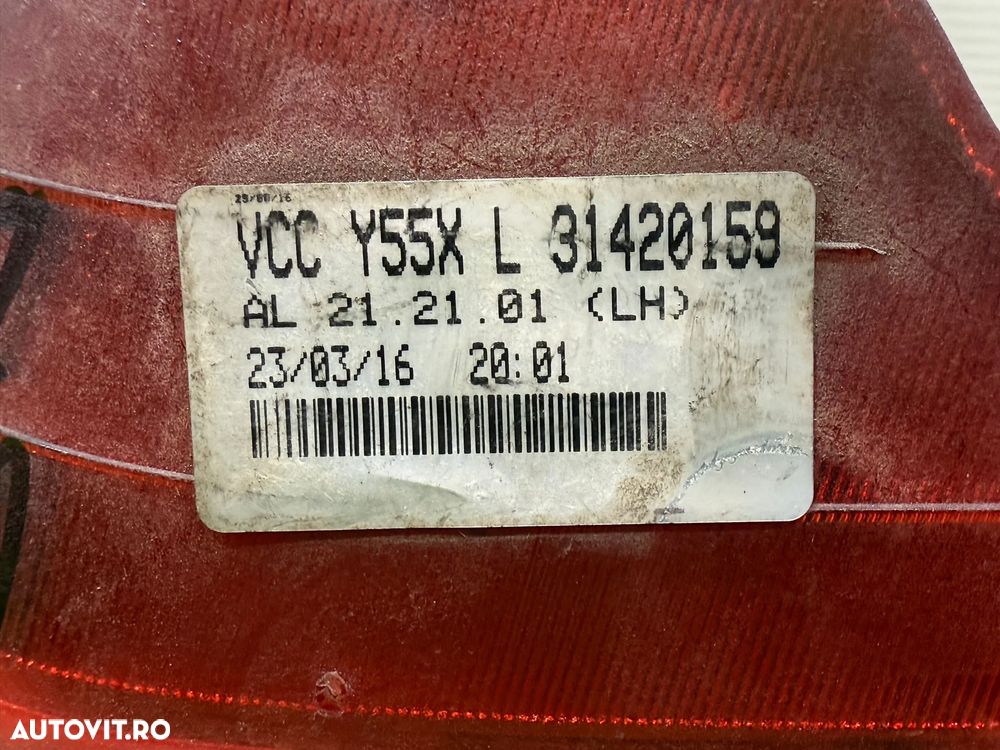 VCC Y55X L 31420159
AL 21.21.01 (LH)
23/03/16 20:01
AUTOVIT.RO